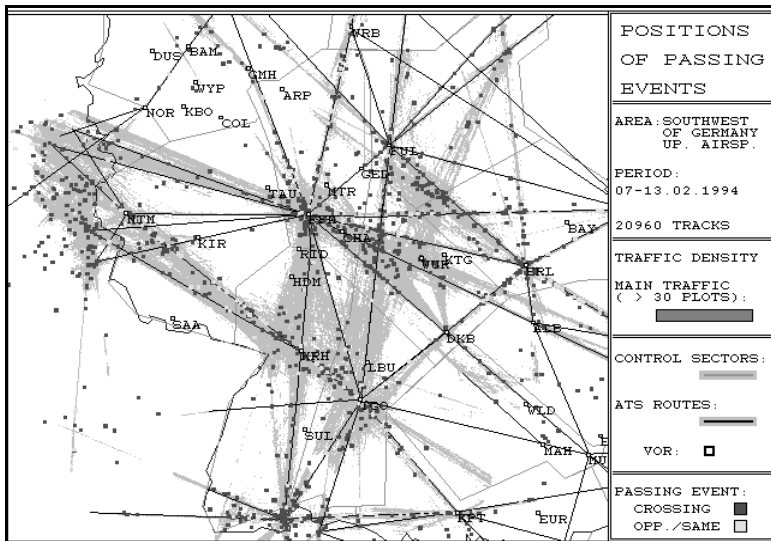 WRB
DUS
BAM
GMH
WYP
ARP
NOR
KBO
COL
FUL
GED
TAU
MTR
NTM
FFM
CHA
BAY
KIR
RID
WUR
KTG
ERL
HDM
SAA
ALB
DKB
KRH
LBU
TGO
WLD
SUL
MAH
MU
KPT
EUR
POSITIONS
OF PASSING
EVENTS
AREA: SOUTHWEST
OF GERMANY
UP. AIRSP.
PERIOD:
07-13.02.1994
20960 TRACKS
TRAFFIC DENSITY
MAIN TRAFFIC
( > 30 PLOTS):
CONTROL SECTORS:
ATS ROUTES:
VOR:
PASSING EVENT:
CROSSING
OPP./SAME